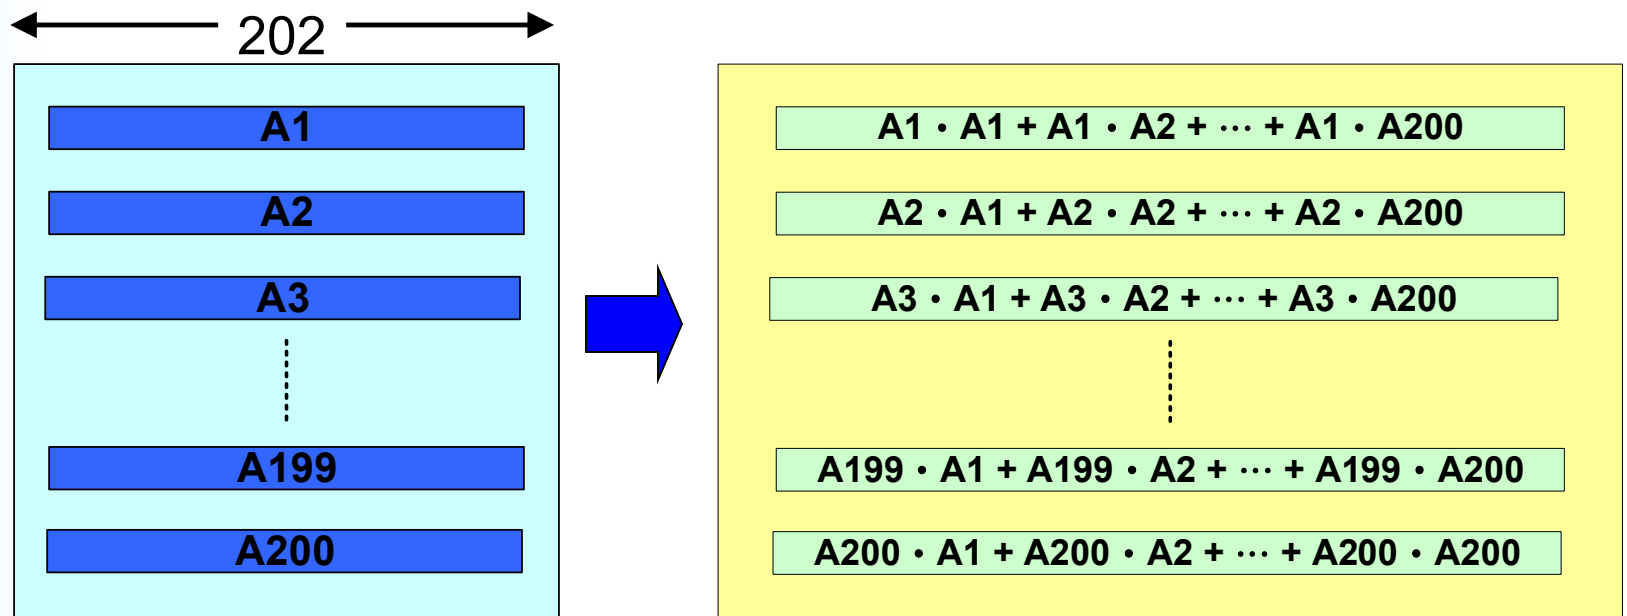 202
A1
A2
A3
A199
A200
A1 · A1 + A1 · A2 + ··· + A1 · A200
A2 · A1 + A2 · A2 + ··· + A2 · A200
A3 · A1 + A3 · A2 + ··· + A3 · A200
A199 · A1 + A199 · A2 + ··· + A199 · A200
A200 · A1 + A200 · A2 + ··· + A200 · A200